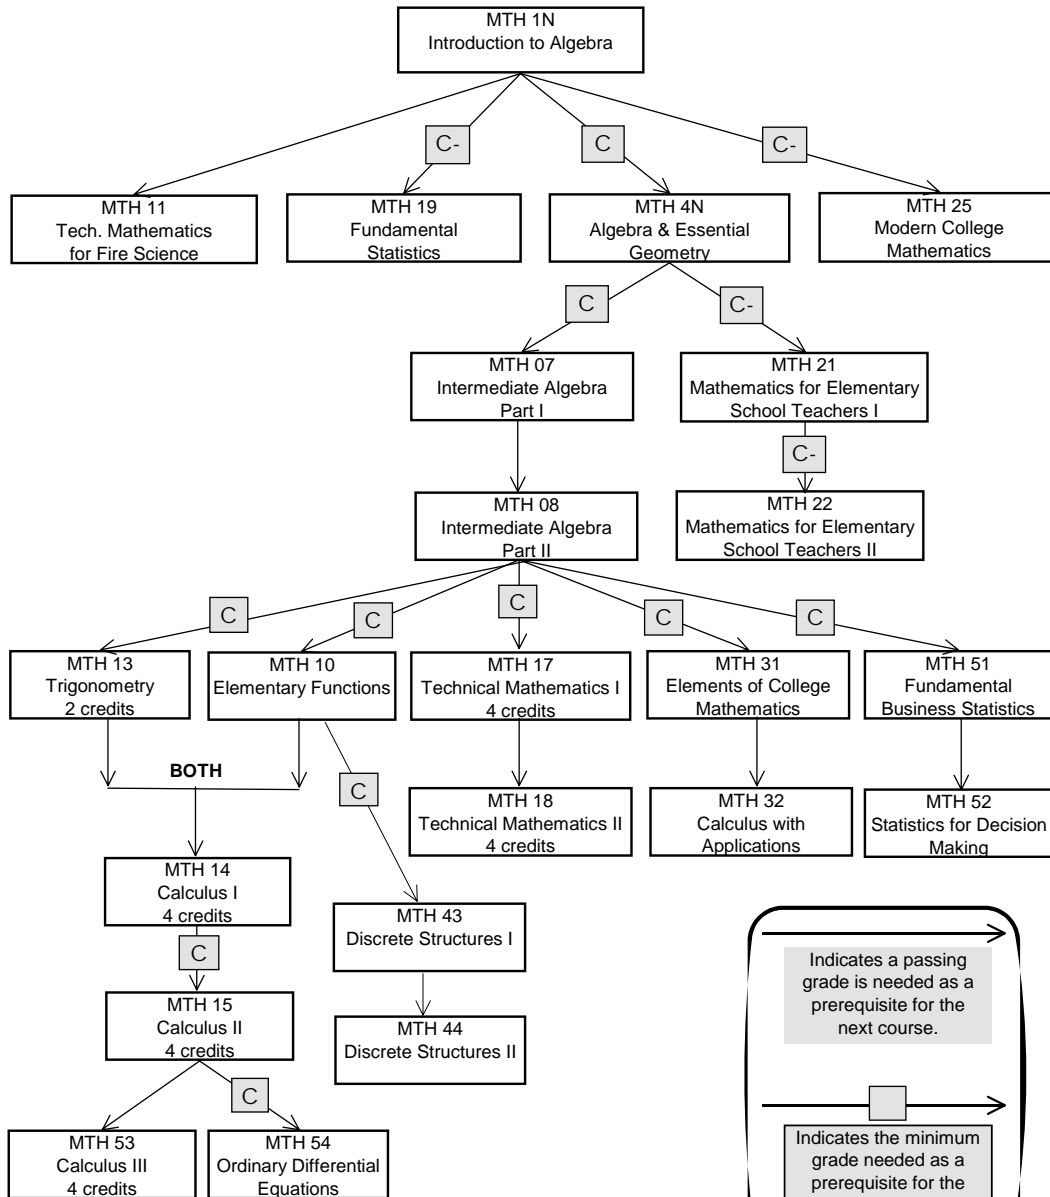 MTH 1N
Introduction to Algebra
C-
C
C-
MTH 11
Tech. Mathematics
for Fire Science
MTH 19
Fundamental
Statistics
MTH 4N
Algebra & Essential
Geometry
MTH 25
Modern College
Mathematics
C
C-
MTH 07
Intermediate Algebra
Part I
MTH 21
Mathematics for Elementary
School Teachers I
C-
MTH 08
Intermediate Algebra
Part II
MTH 22
Mathematics for Elementary
School Teachers II
C
C
C
C
C
MTH 13
Trigonometry
2 credits
MTH 10
Elementary Functions
MTH 17
Technical Mathematics I
4 credits
MTH 31
Elements of College
Mathematics
MTH 51
Fundamental
Business Statistics
BOTH
C
MTH 18
Technical Mathematics II
4 credits
MTH 32
Calculus with
Applications
MTH 52
Statistics for Decision
Making
MTH 14
Calculus I
4 credits
C
MTH 43
Discrete Structures I
MTH 15
Calculus II
4 credits
MTH 44
Discrete Structures II
C
MTH 53
Calculus III
4 credits
MTH 54
Ordinary Differential
Equations
Indicates a passing
grade is needed as a
prerequisite for the
next course.
Indicates the minimum
grade needed as a
prerequisite for the